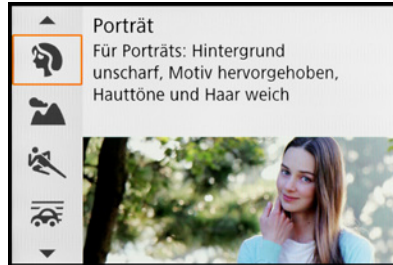 Porträt
Für Porträts: Hintergrund
unscharf, Motiv hervorgehoben,
Hauttöne und Haar weich